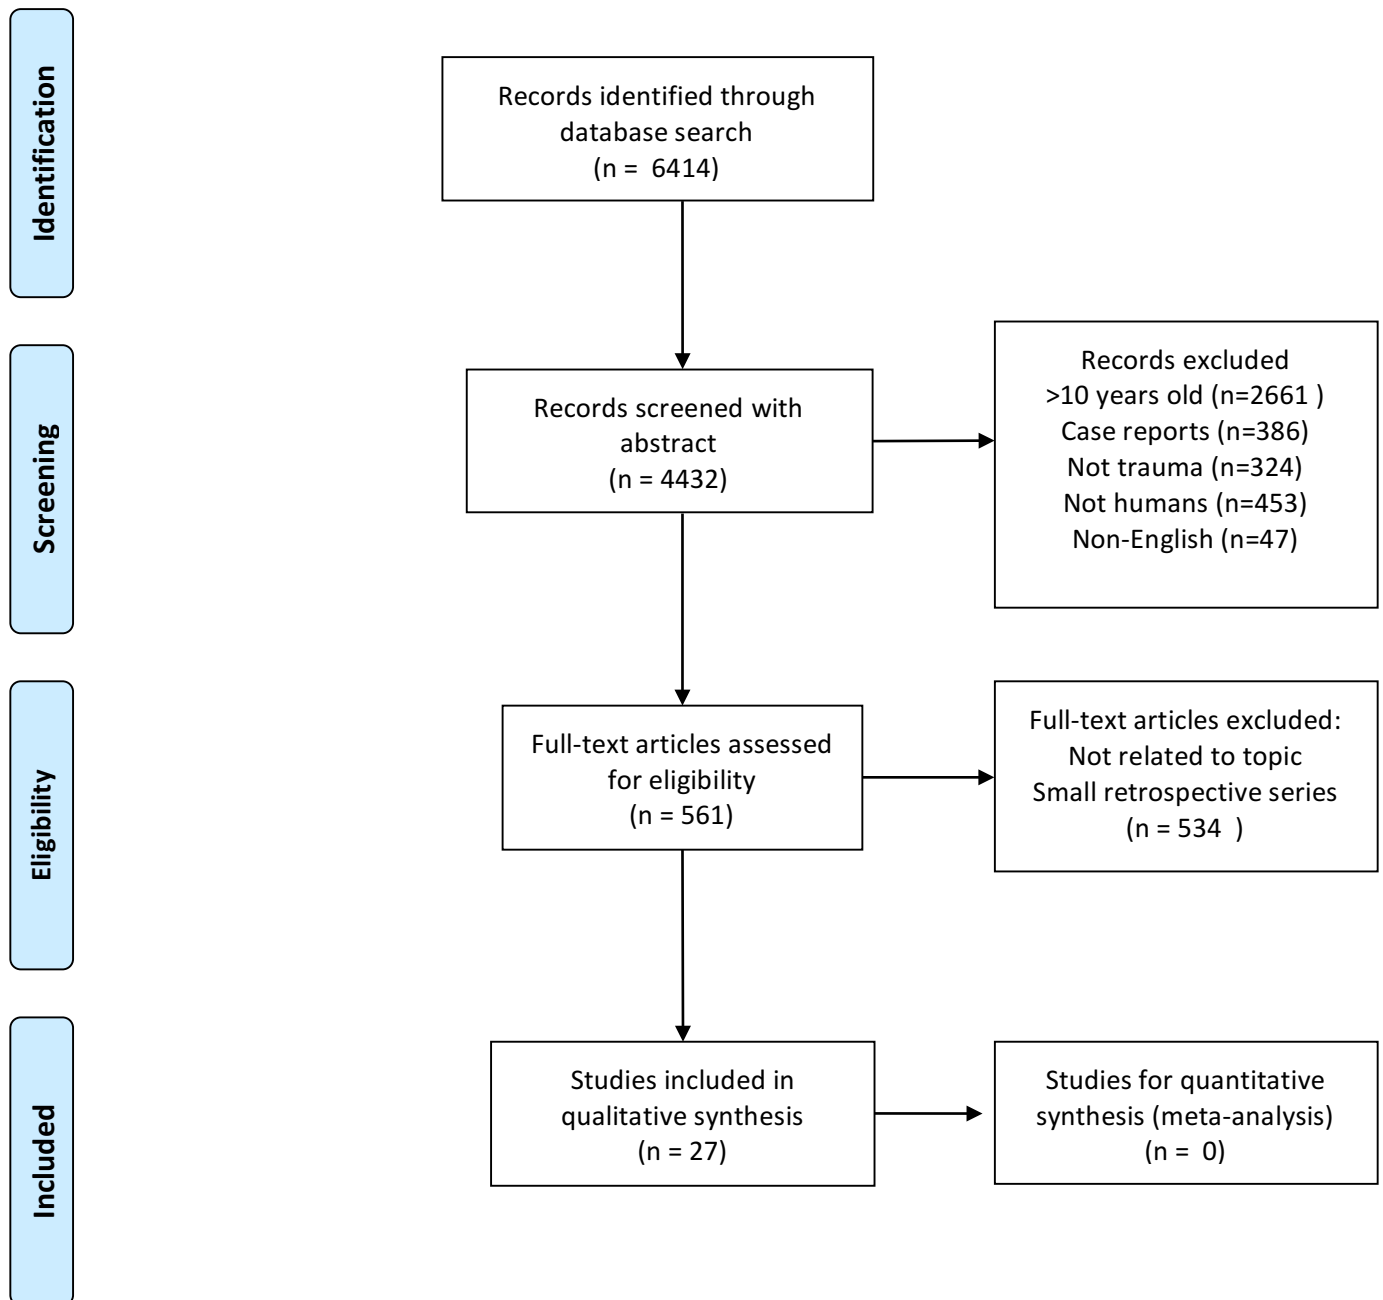 Identification
Records identified through
database search
(n =  6414)
Screening
Records screened with
abstract
(n = 4432)
Records excluded
>10 years old (n=2661 )
Case reports (n=386)
Not trauma (n=324)
Not humans (n=453)
Non-English (n=47)
Eligibility
Full-text articles assessed
for eligibility
(n = 561)
Full-text articles excluded:
Not related to topic
Small retrospective series
(n = 534  )
Included
Studies included in
qualitative synthesis
(n = 27)
Studies for quantitative
synthesis (meta-analysis)
(n =  0)